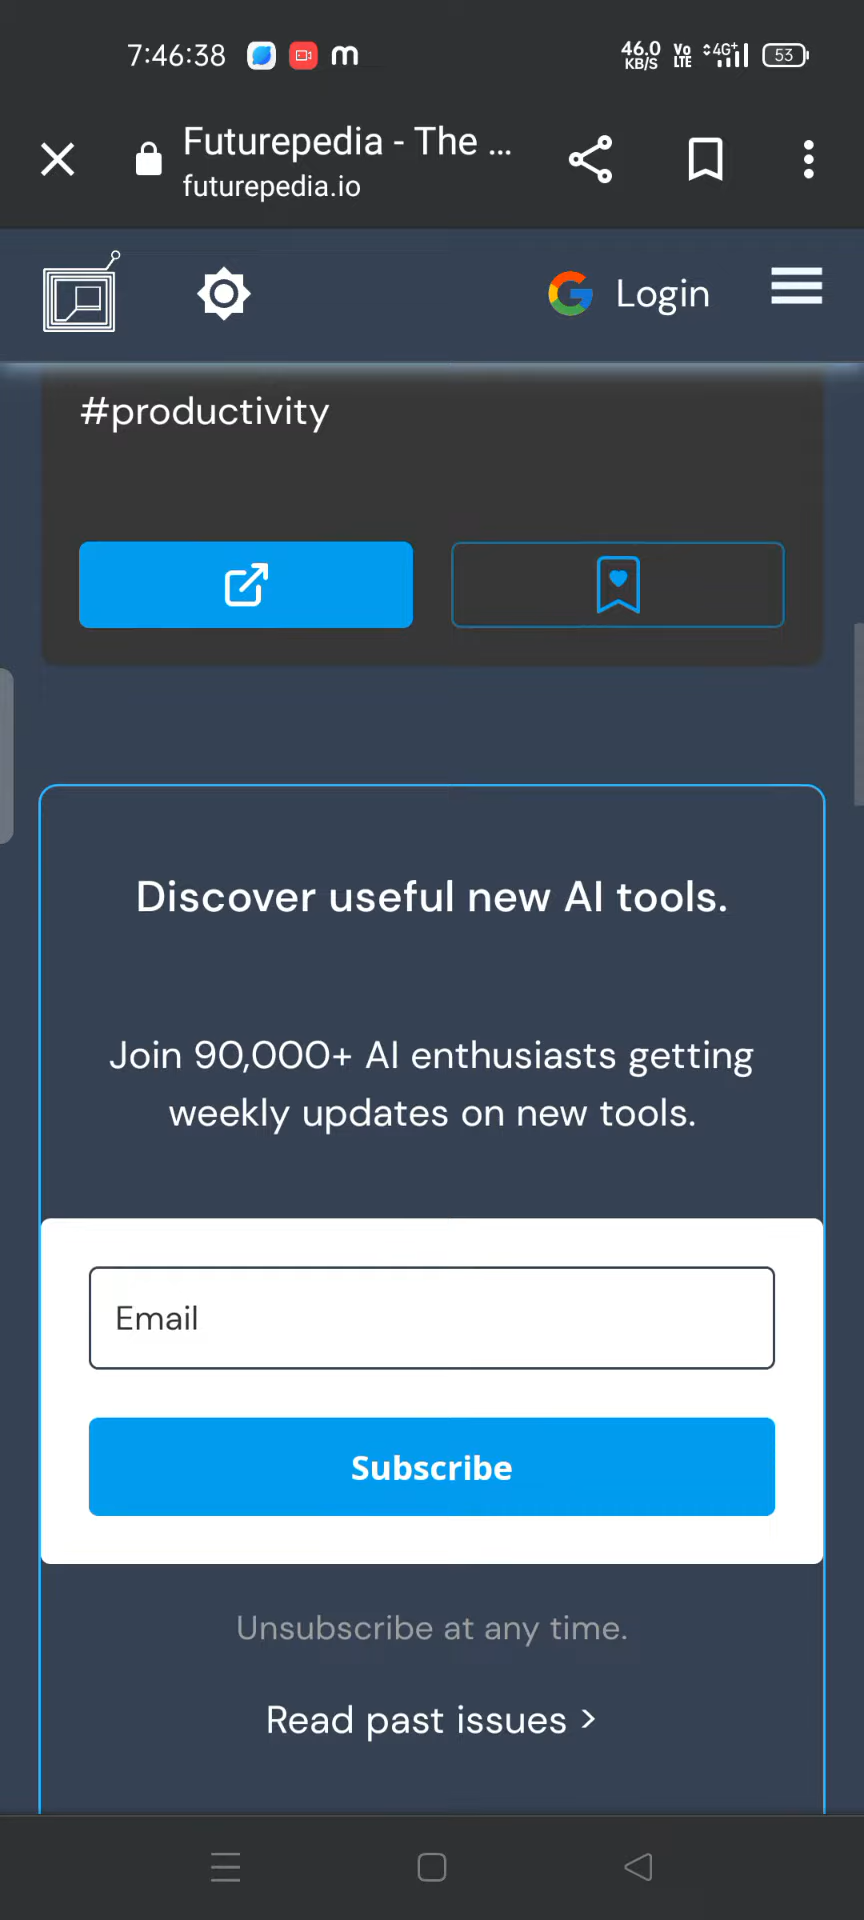 7:46:38 m 46.0 KB/S Vo LTE 4G+ 53
Futurepedia - The ...
futurepedia.io
Login
#productivity
Discover useful new AI tools.
Join 90,000+ AI enthusiasts getting
weekly updates on new tools.
Email
Subscribe
Unsubscribe at any time.
Read past issues >